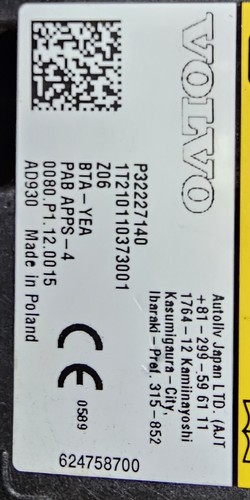 VOLVO
Autoliv Japan LTD. (AJT
+81-299-59 61 11
1764-12 Kamiinayoshi
Kasumigaura-City,
Ibaraki-Pref, 315-852
P32227140
1T210110373001
Z06
BTA-YEA
PAB APPS-4
0080.P1.12.0015
AD930 Made in Poland
CE 0589
624758700